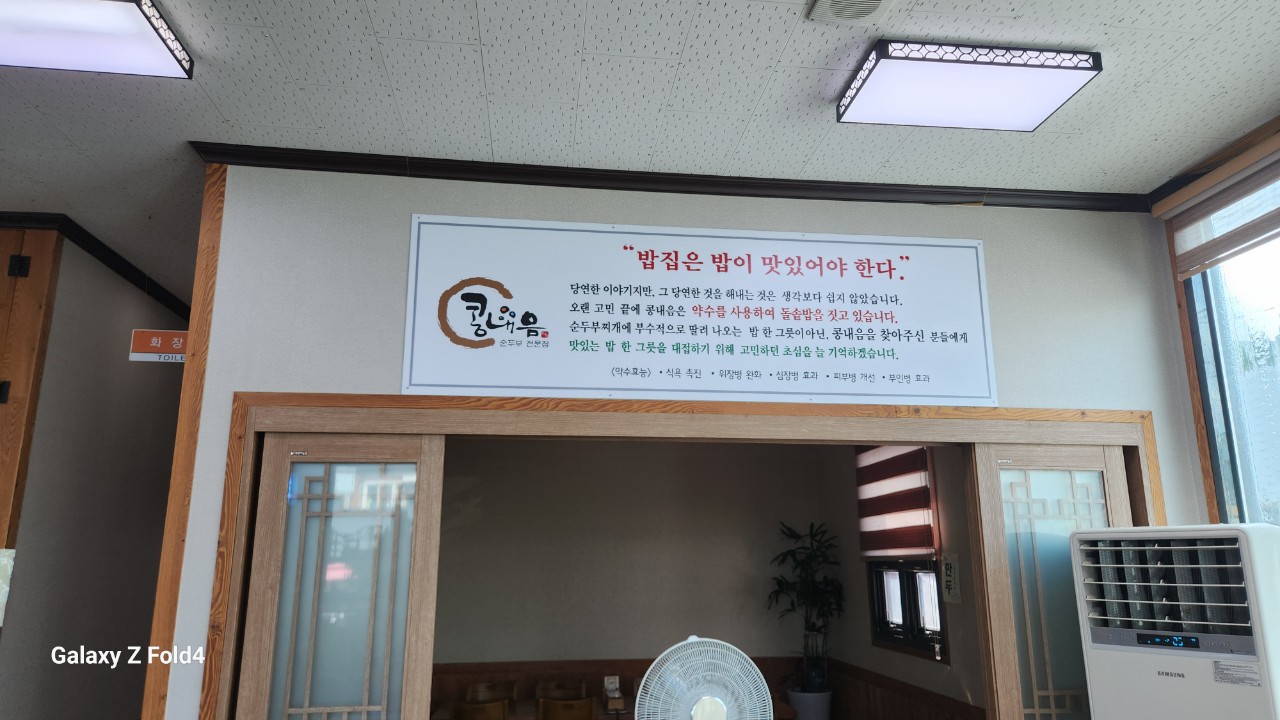 “밥집은 밥이 맛있어야 한다.”
당연한 이야기지만, 그 당연한 것을 해내는 것은 생각보다 쉽지 않았습니다.
오랜 고민 끝에 콩내음은 약수를 사용하여 돌솥밥을 짓고 있습니다.
순두부찌개에 부수적으로 딸려 나오는 밥 한 그릇이아닌, 콩내음을 찾아주신 분들에게
맛있는 밥 한 그릇을 대접하기 위해 고민하던 초심을 늘 기억하겠습니다.
<약수효능> • 식욕 촉진 • 위장병 완화 • 심장병 효과 • 피부병 개선 • 부인병 효과
콩내음
순두부 전문점
화장
TOILE
만두
SAMSUNG
Galaxy Z Fold4